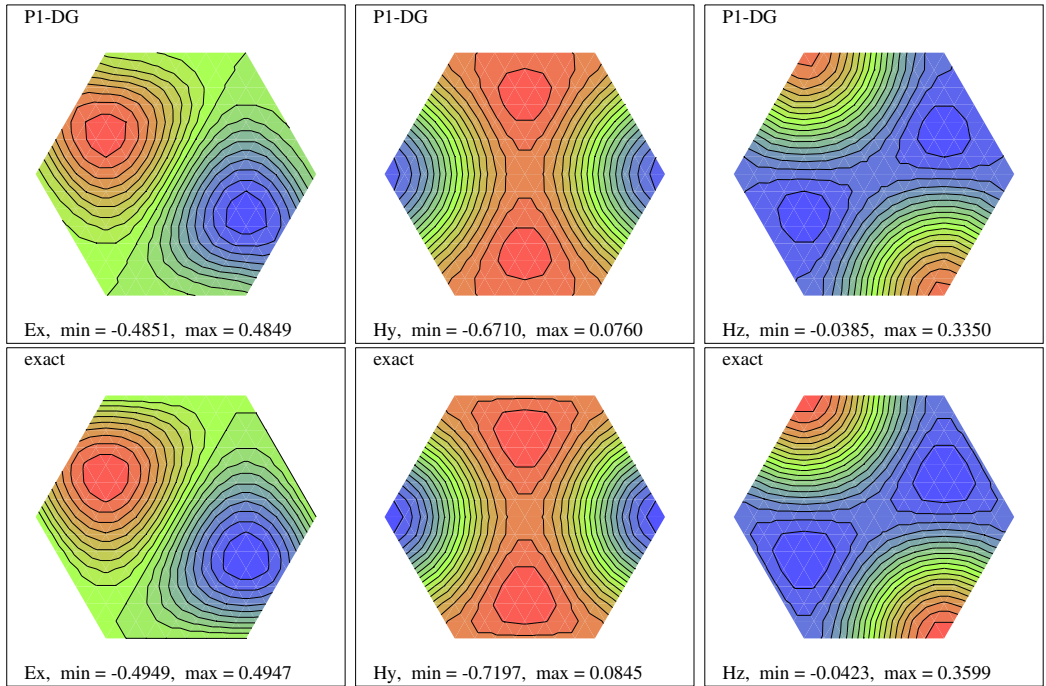 P1-DG
Ex, min = -0.4851, max = 0.4849
P1-DG
Hy, min = -0.6710, max = 0.0760
P1-DG
Hz, min = -0.0385, max = 0.3350
exact
Ex, min = -0.4949, max = 0.4947
exact
Hy, min = -0.7197, max = 0.0845
exact
Hz, min = -0.0423, max = 0.3599